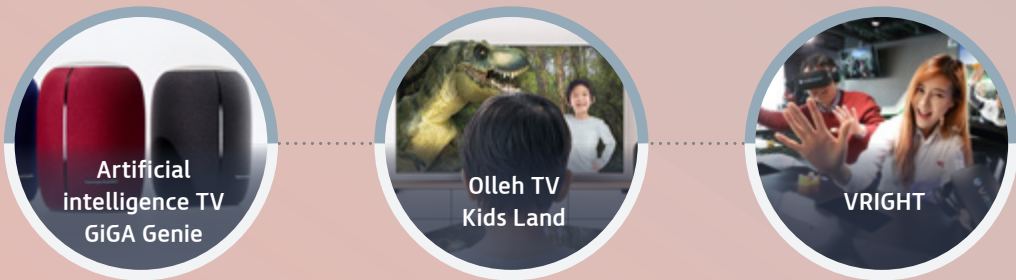 Artificial
intelligence TV
GiGA Genie
Olleh TV
Kids Land
VRIGHT